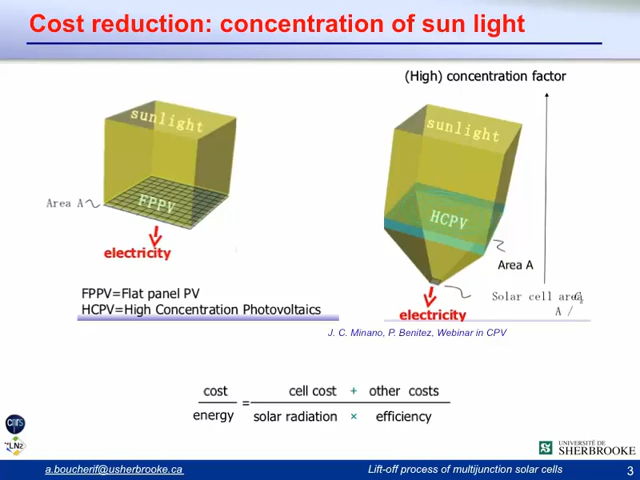 Cost reduction: concentration of sun light
(High) concentration factor
sunlight
sunlight
FPPV
HCPV
Area A
electricity
Area A
Solar cell area
A /
electricity
FPPV=Flat panel PV
HCPV=High Concentration Photovoltaics
J. C. Minano, P. Benitez, Webinar in CPV
cost
energy
=
cell cost + other costs
solar radiation × efficiency
cnrs
LN2
UNIVERSITÉ DE
SHERBROOKE
a.boucherif@usherbrooke.ca
Lift-off process of multijunction solar cells
3